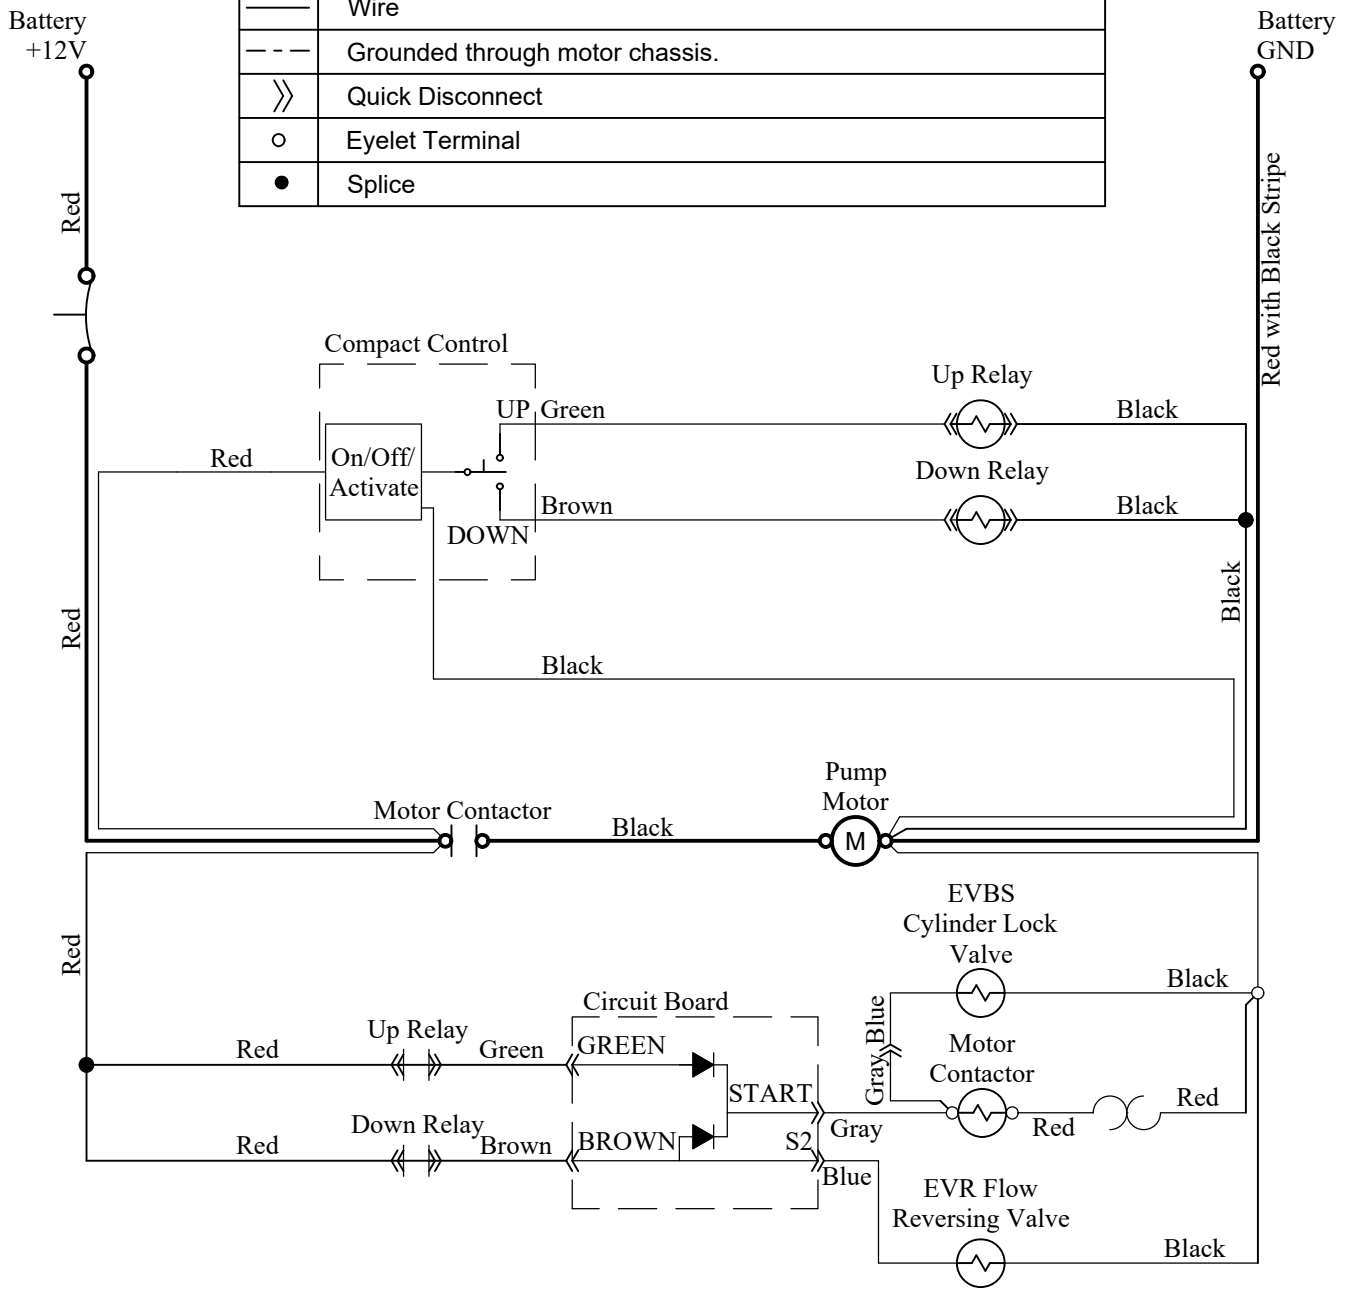 Wire
Battery
+12V
Battery
GND
Grounded through motor chassis.
Quick Disconnect
Eyelet Terminal
Splice
Red
Red with Black Stripe
Compact Control
Up Relay
UP
Green
Black
Red
On/Off/
Activate
Down Relay
Brown
Black
DOWN
Red
Black
Black
Pump
Motor
Motor Contactor
Black
M
EVBS
Cylinder Lock
Valve
Red
Black
Circuit Board
Gray Blue
Up Relay
Red
Green
GREEN
Motor
Contactor
START
Gray
Red
Red
Down Relay
Red
Brown
BROWN
S2
Blue
EVR Flow
Reversing Valve
Black